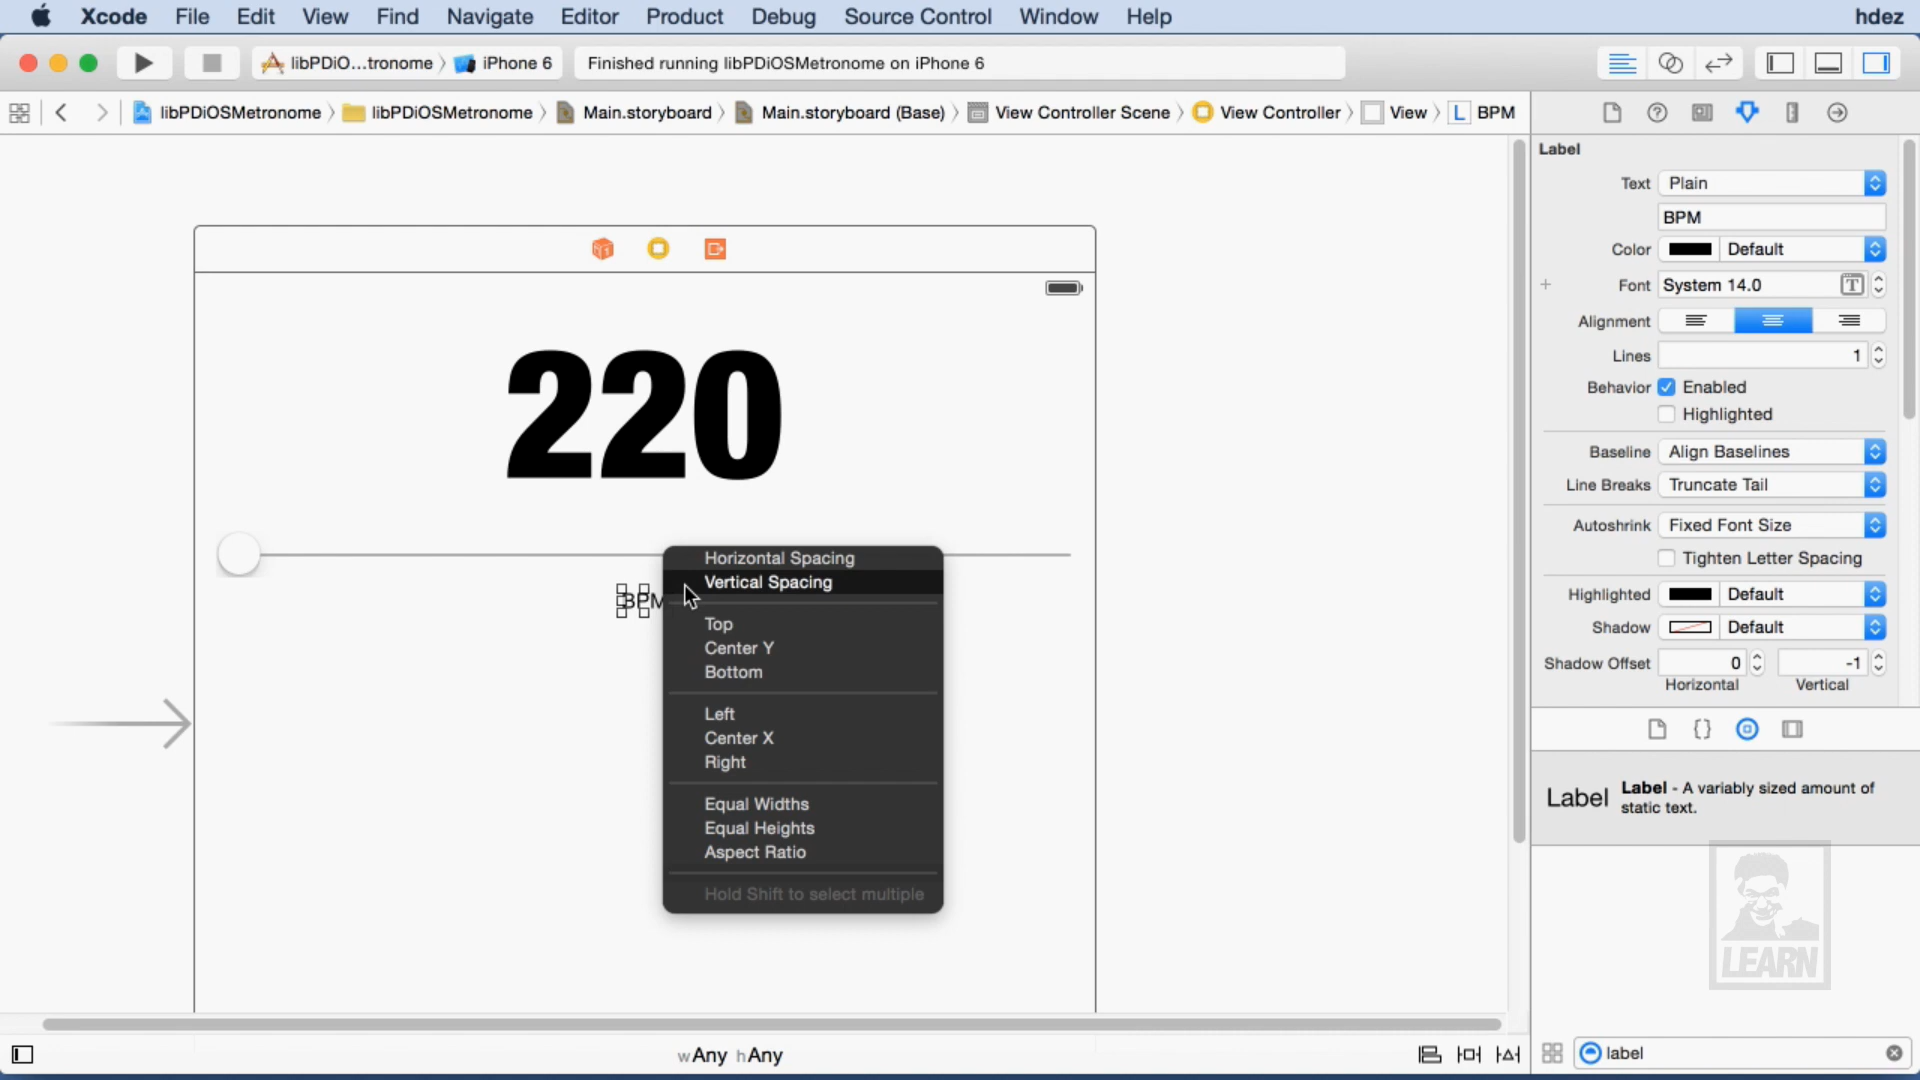 Xcode File Edit View Find Navigate Editor Product Debug Source Control Window Help hdez
libPDiO...tronome iPhone 6 Finished running libPDiOSMetronome on iPhone 6
libPDiOSMetronome libPDiOSMetronome Main.storyboard Main.storyboard (Base) View Controller Scene View Controller View L BPM
220
BPM
Horizontal Spacing
Vertical Spacing
Top
Center Y
Bottom
Left
Center X
Right
Equal Widths
Equal Heights
Aspect Ratio
Hold Shift to select multiple
wAny hAny
Label
Text Plain
BPM
Color Default
Font System 14.0 T
Alignment
Lines 1
Behavior Enabled
Highlighted
Baseline Align Baselines
Line Breaks Truncate Tail
Autoshrink Fixed Font Size
Tighten Letter Spacing
Highlighted Default
Shadow Default
Shadow Offset 0 -1
Horizontal Vertical
Label Label - A variably sized amount of
static text.
LEARN
label